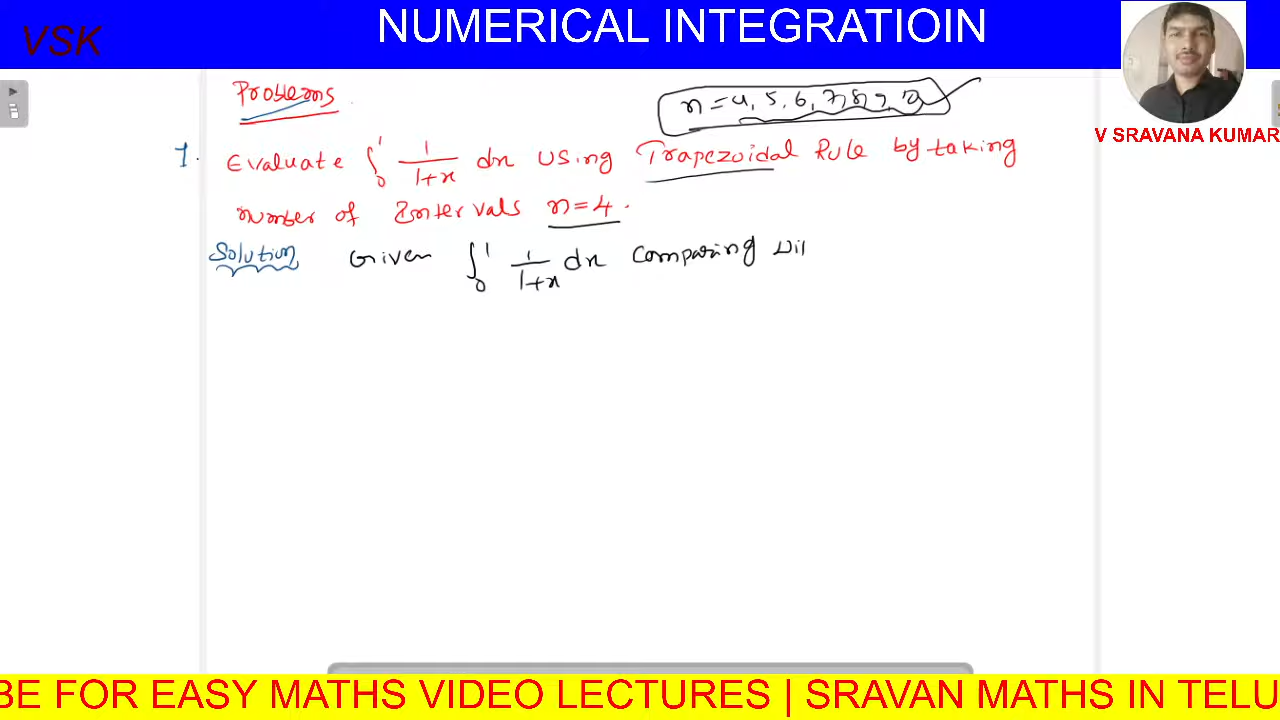 VSK
NUMERICAL INTEGRATIOIN
Problems
n = 4, 5, 6, 7, 8, 9,
V SRAVANA KUMAR
1. Evaluate ∫₀¹ 1/(1+x) dx using Trapezoidal Rule by taking
number of Intervals n=4.
Solution Given ∫₀¹ 1/(1+x) dx Comparing
BE FOR EASY MATHS VIDEO LECTURES | SRAVAN MATHS IN TELU